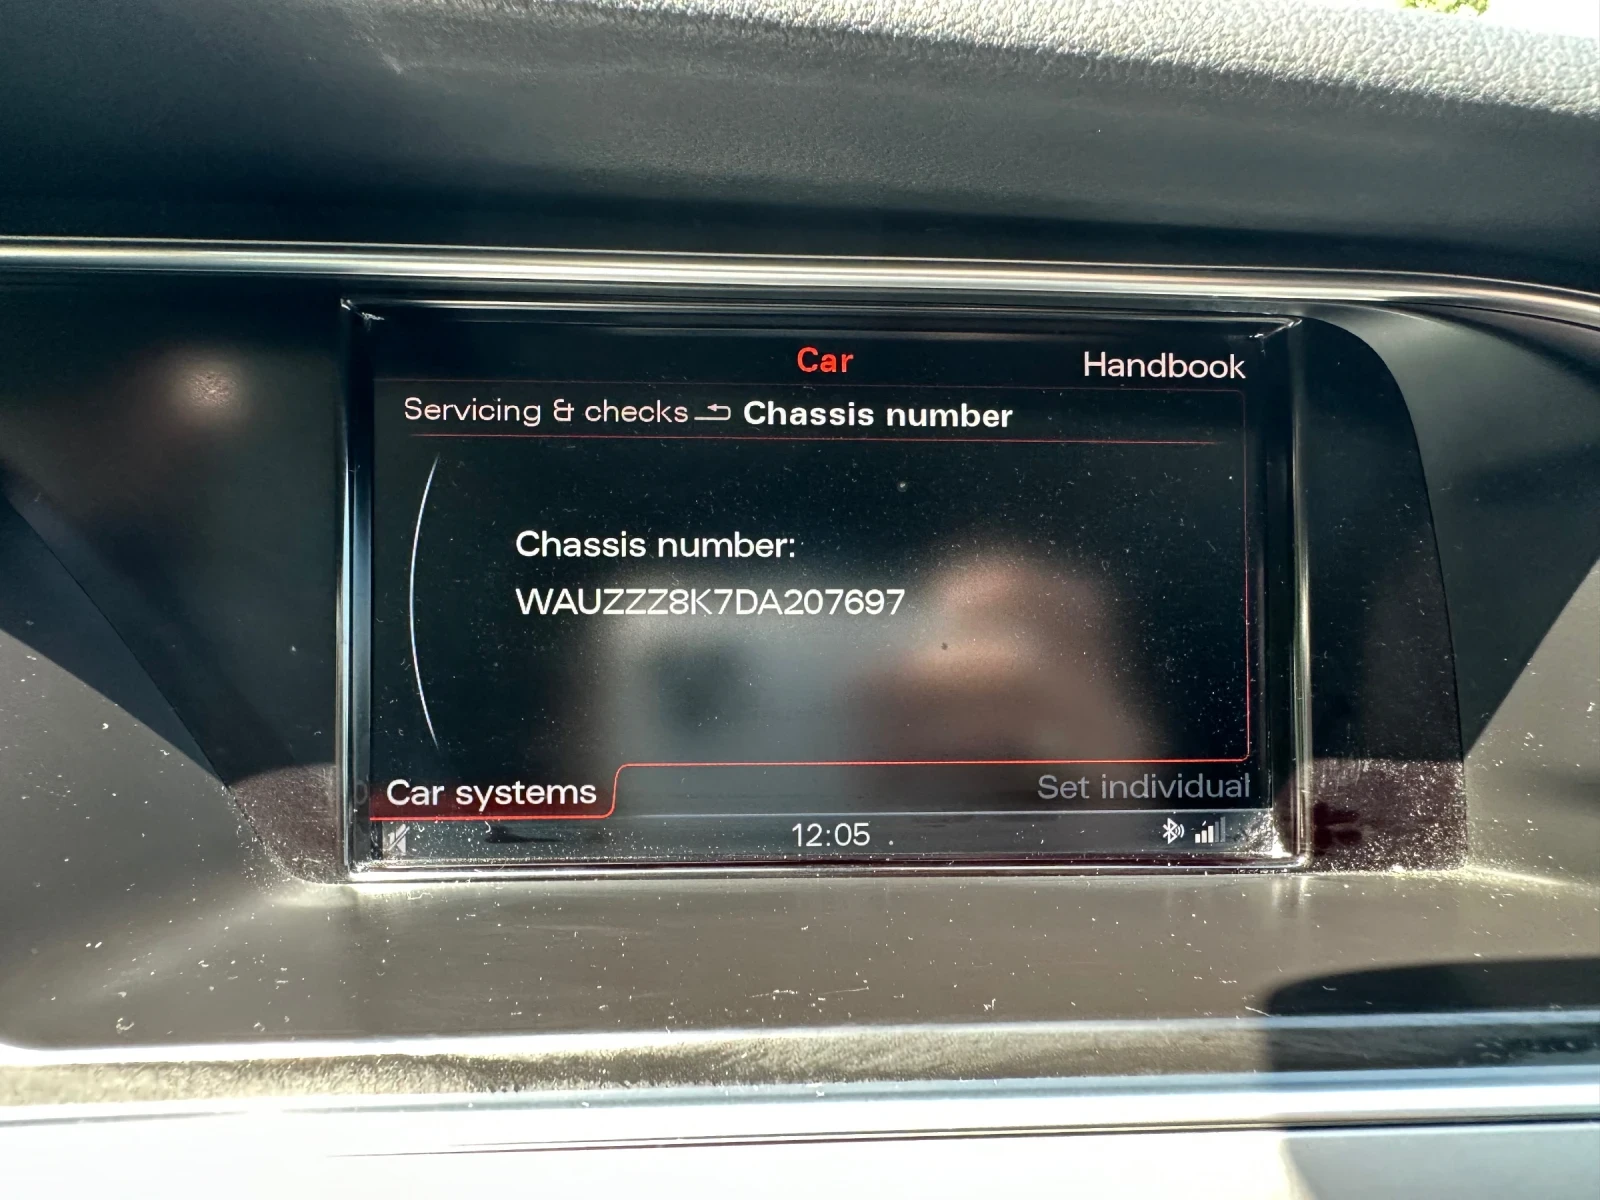 Car
Handbook
Servicing & checks Chassis number
Chassis number:
WAUZZZ8K7DA207697
Car systems
Set individual
12:05